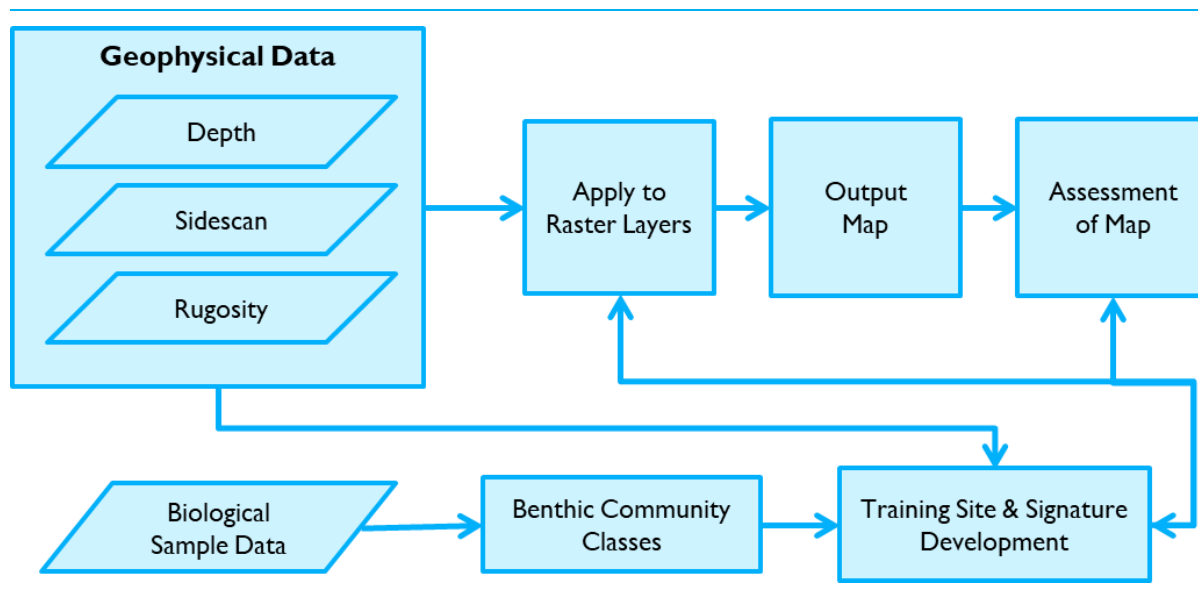 Geophysical Data
Depth
Sidescan
Rugosity
Apply to
Raster Layers
Output
Map
Assessment
of Map
Biological
Sample Data
Benthic Community
Classes
Training Site & Signature
Development